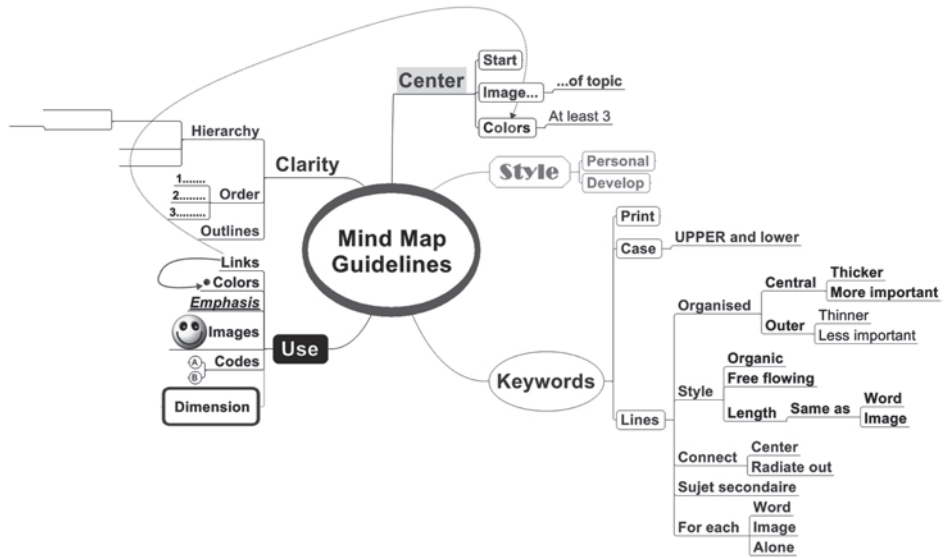 Mind Map
Guidelines
Center
Start
Image...
...of topic
Colors
At least 3
Style
Personal
Develop
Keywords
Print
Case
UPPER and lower
Lines
Organised
Central
Thicker
More important
Outer
Thinner
Less important
Style
Organic
Free flowing
Length
Same as
Word
Image
Connect
Center
Radiate out
Sujet secondaire
For each
Word
Image
Alone
Use
Links
Colors
Emphasis
Images
Codes
A
B
Dimension
Clarity
Hierarchy
Order
1.......
2.........
3.........
Outlines